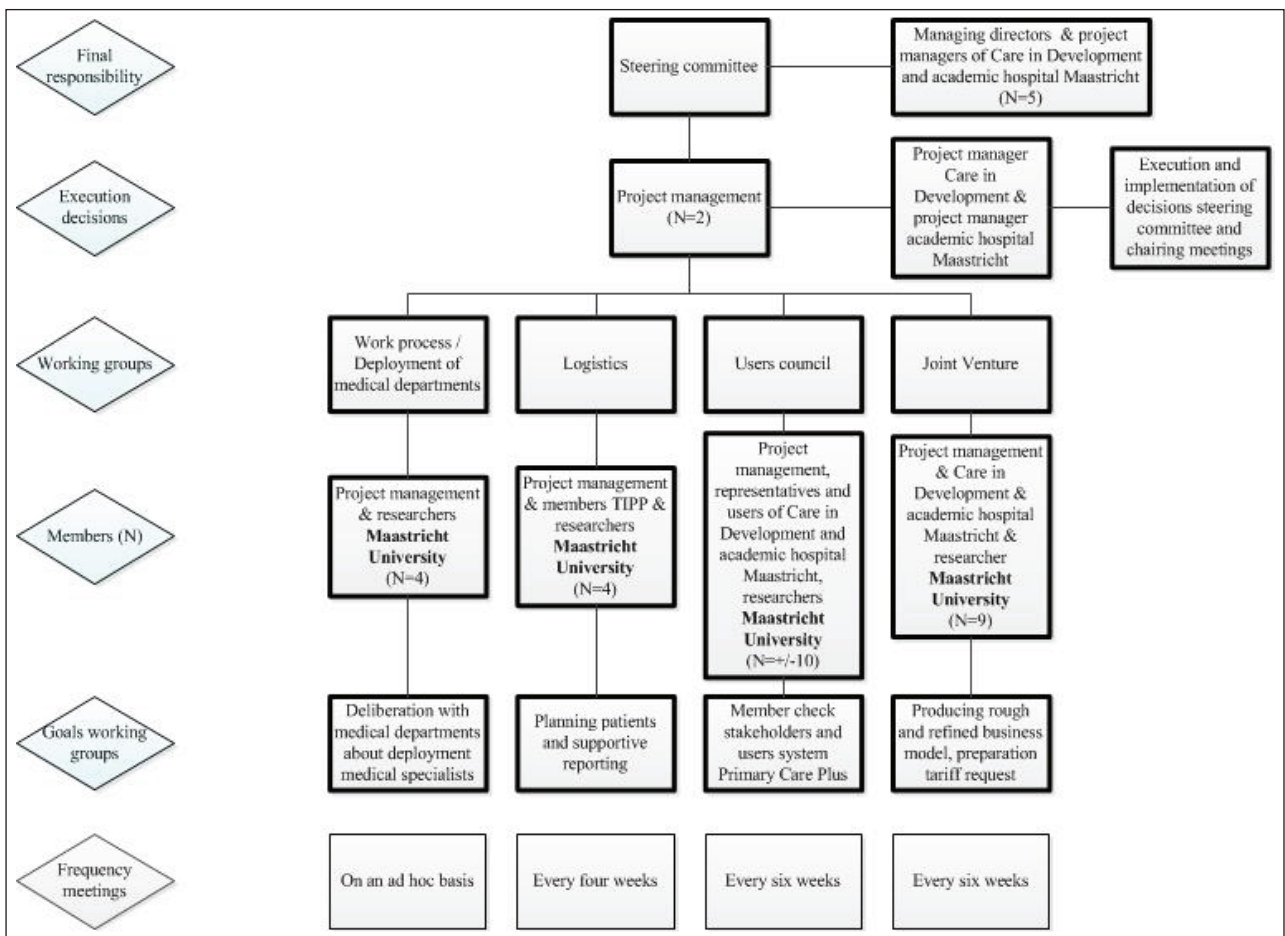 Final
responsibility
Steering committee
Managing directors & project
managers of Care in Development
and academic hospital Maastricht
(N=5)
Execution
decisions
Project management
(N=2)
Project manager
Care in
Development &
project manager
academic hospital
Maastricht
Execution and
implementation of
decisions steering
committee and
chairing meetings
Working groups
Work process /
Deployment of
medical departments
Logistics
Users council
Joint Venture
Members (N)
Project management
& researchers
Maastricht
University
(N=4)
Project management
& members TIPP &
researchers
Maastricht
University
(N=4)
Project
management,
representatives and
users of Care in
Development and
academic hospital
Maastricht,
researchers
Maastricht
University
(N=+/-10)
Project management
& Care in
Development &
academic hospital
Maastricht &
researcher
Maastricht
University
(N=9)
Goals working
groups
Deliberation with
medical departments
about deployment
medical specialists
Planning patients
and supportive
reporting
Member check
stakeholders and
users system
Primary Care Plus
Producing rough
and refined business
model, preparation
tariff request
Frequency
meetings
On an ad hoc basis
Every four weeks
Every six weeks
Every six weeks